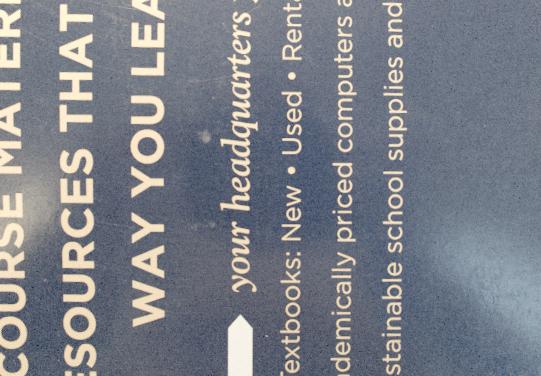 COURSE MATERI
ESOURCES THAT
WAY YOU LEA
your headquarters
Textbooks: New • Used • Renta
demically priced computers a
stainable school supplies and